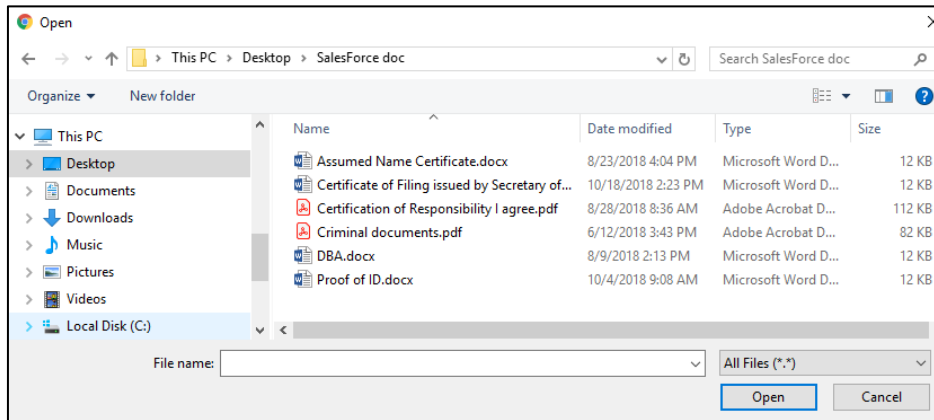 Open
This PC > Desktop > SalesForce doc
Search SalesForce doc
Organize
New folder
This PC
Desktop
Documents
Downloads
Music
Pictures
Videos
Local Disk (C:)
Name Date modified Type Size
Assumed Name Certificate.docx 8/23/2018 4:04 PM Microsoft Word D... 12 KB
Certificate of Filing issued by Secretary of... 10/18/2018 2:23 PM Microsoft Word D... 12 KB
Certification of Responsibility I agree.pdf 8/28/2018 8:36 AM Adobe Acrobat D... 112 KB
Criminal documents.pdf 6/12/2018 3:43 PM Adobe Acrobat D... 82 KB
DBA.docx 8/9/2018 2:13 PM Microsoft Word D... 12 KB
Proof of ID.docx 10/4/2018 9:08 AM Microsoft Word D... 12 KB
File name:
All Files (*.*)
Open
Cancel